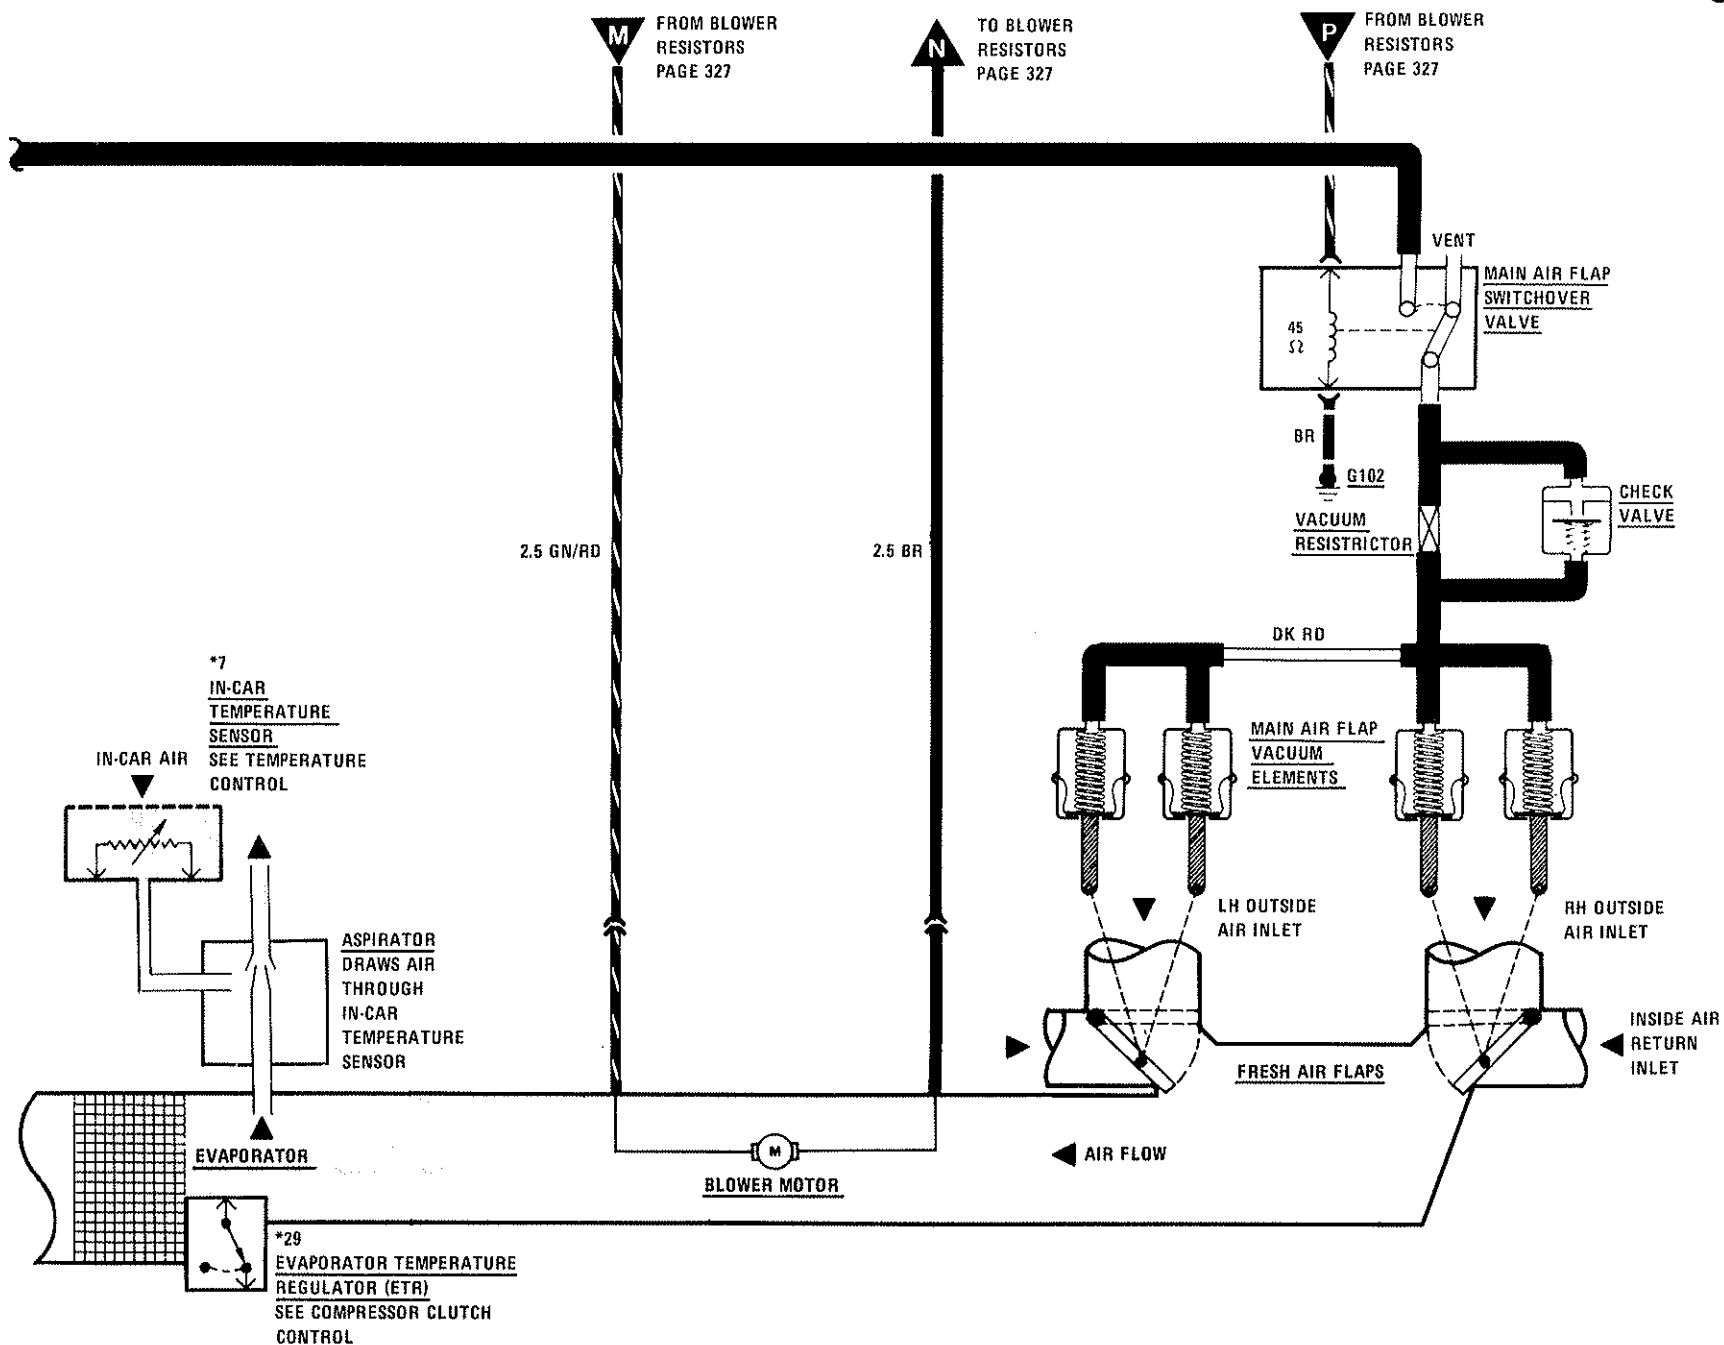 M
FROM BLOWER
RESISTORS
PAGE 327
N
TO BLOWER
RESISTORS
PAGE 327
P
FROM BLOWER
RESISTORS
PAGE 327
VENT
MAIN AIR FLAP
SWITCHOVER
VALVE
45
Ω
BR
G102
CHECK
VALVE
VACUUM
RESISTRICTOR
2.5 GN/RD
2.5 BR
DK RD
*7
IN-CAR
TEMPERATURE
SENSOR
SEE TEMPERATURE
CONTROL
IN-CAR AIR
MAIN AIR FLAP
VACUUM
ELEMENTS
LH OUTSIDE
AIR INLET
RH OUTSIDE
AIR INLET
ASPIRATOR
DRAWS AIR
THROUGH
IN-CAR
TEMPERATURE
SENSOR
INSIDE AIR
RETURN
INLET
FRESH AIR FLAPS
EVAPORATOR
M
BLOWER MOTOR
AIR FLOW
*29
EVAPORATOR TEMPERATURE
REGULATOR (ETR)
SEE COMPRESSOR CLUTCH
CONTROL